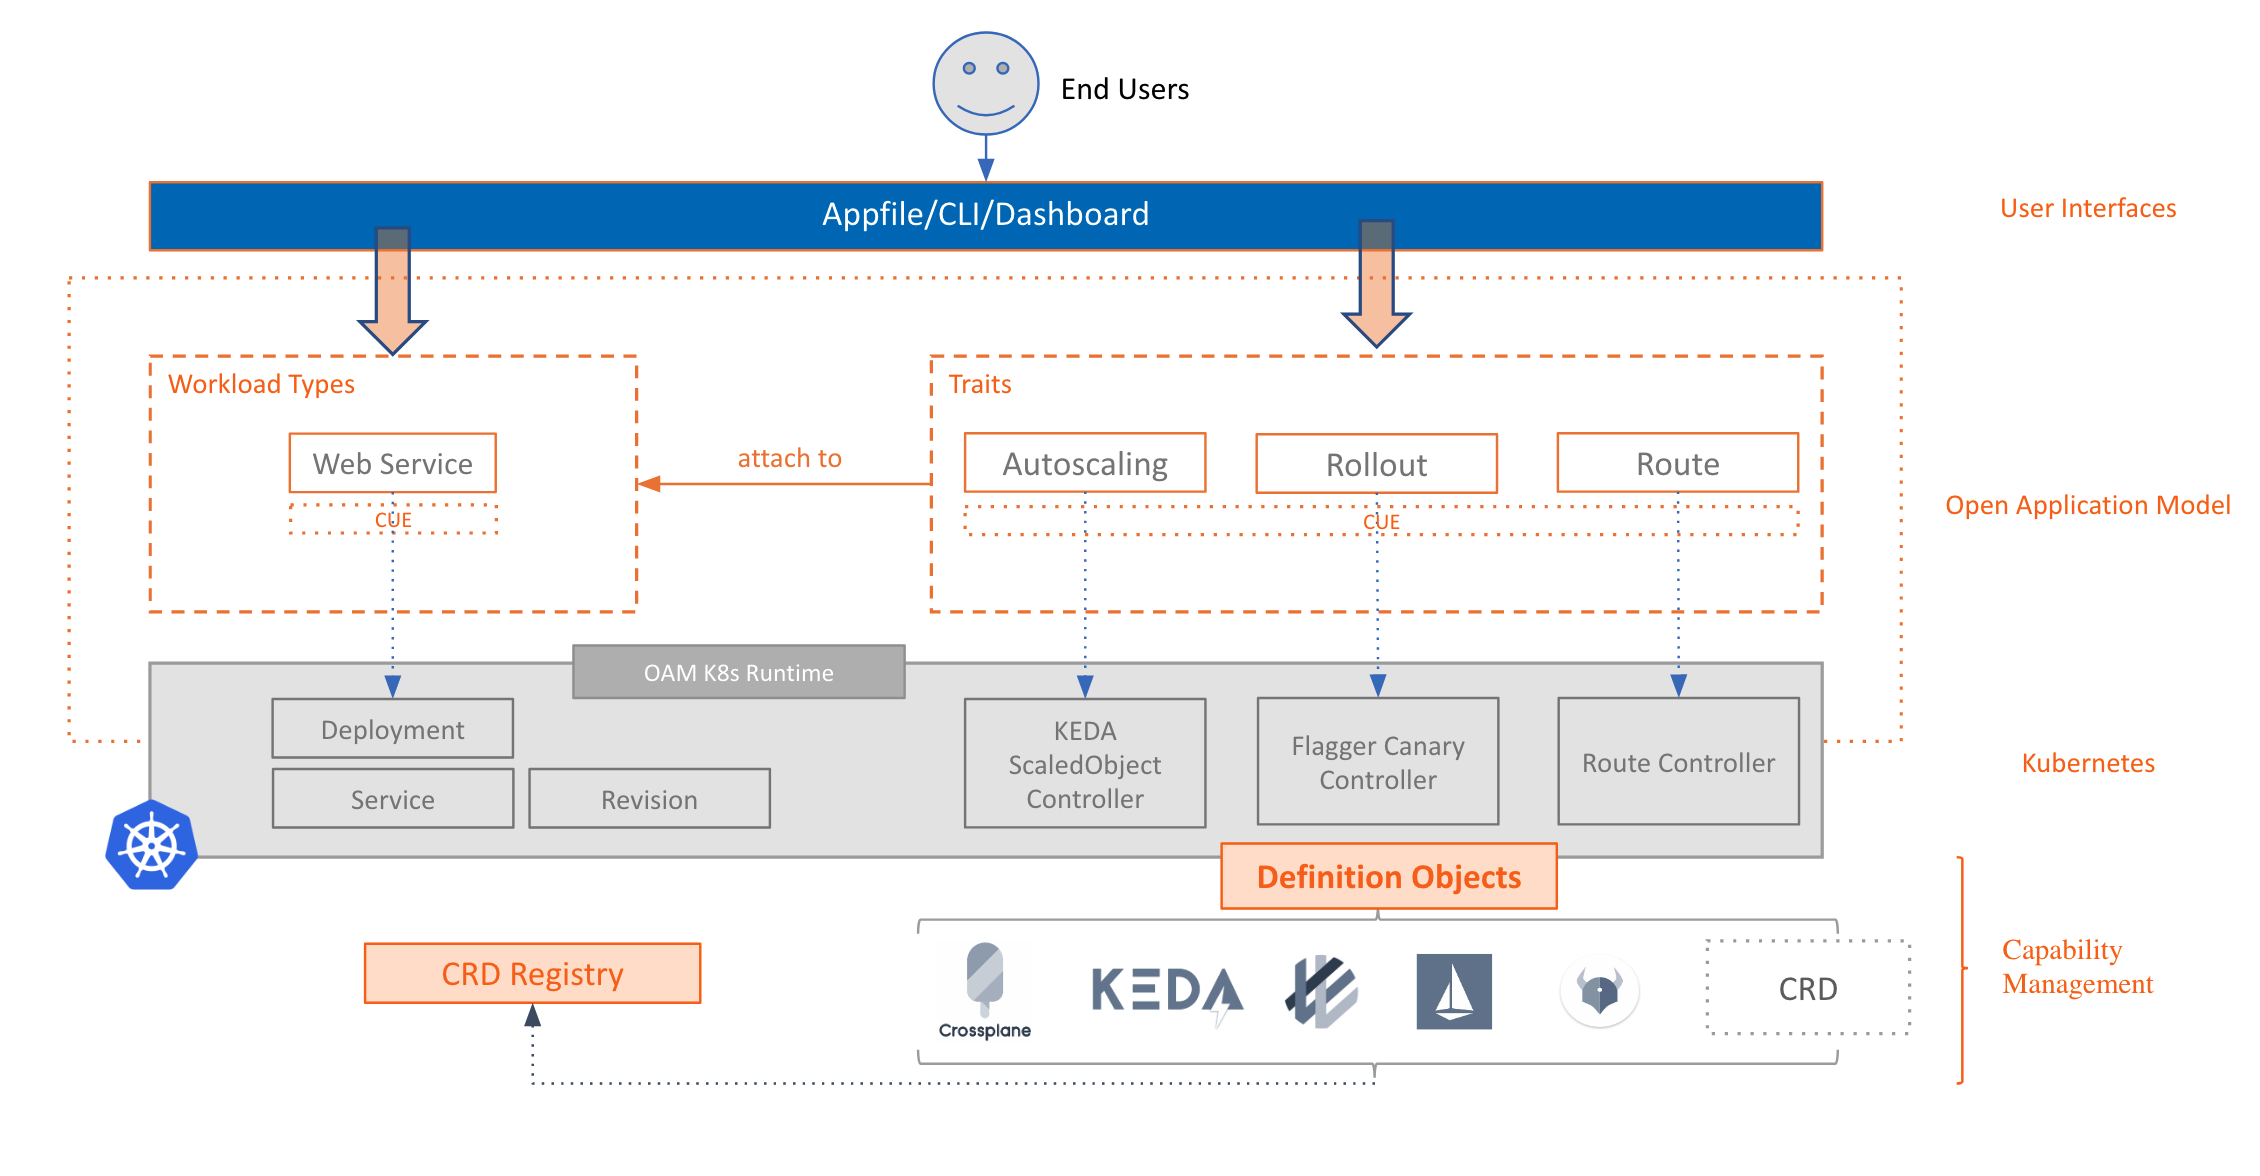 End Users
Appfile/CLI/Dashboard
User Interfaces
Workload Types
Traits
Web Service
attach to
Autoscaling
Rollout
Route
CUE
CUE
Open Application Model
OAM K8s Runtime
Deployment
Service
Revision
KEDA
ScaledObject
Controller
Flagger Canary
Controller
Route Controller
Kubernetes
Definition Objects
CRD Registry
Crossplane
KEDA
CRD
Capability
Management